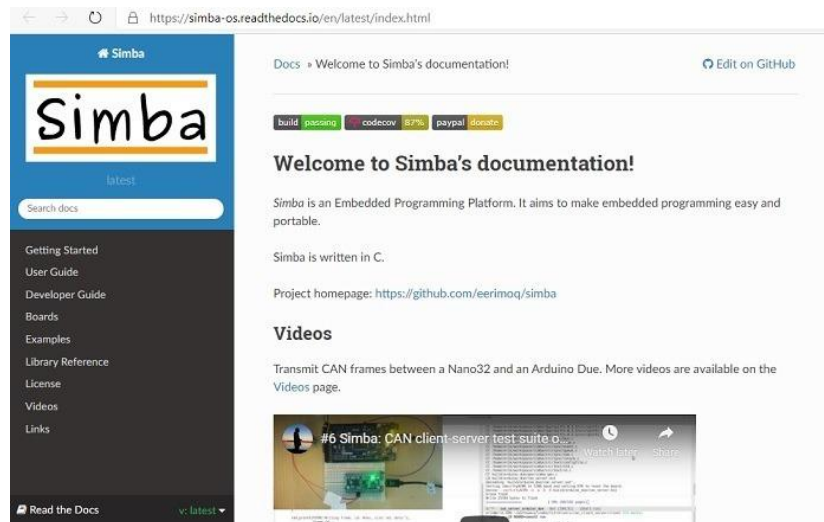 https://simba-os.readthedocs.io/en/latest/index.html
Simba
Simba
latest
Search docs
Getting Started
User Guide
Developer Guide
Boards
Examples
Library Reference
License
Videos
Links
Read the Docs
v: latest
Docs » Welcome to Simba's documentation!
Edit on GitHub
build passing codecov 87% paypal donate
Welcome to Simba's documentation!
Simba is an Embedded Programming Platform. It aims to make embedded programming easy and
portable.
Simba is written in C.
Project homepage: https://github.com/eerimoq/simba
Videos
Transmit CAN frames between a Nano32 and an Arduino Due. More videos are available on the
Videos page.
#6 Simba: CAN client-server test suite o...
Watch later
Share